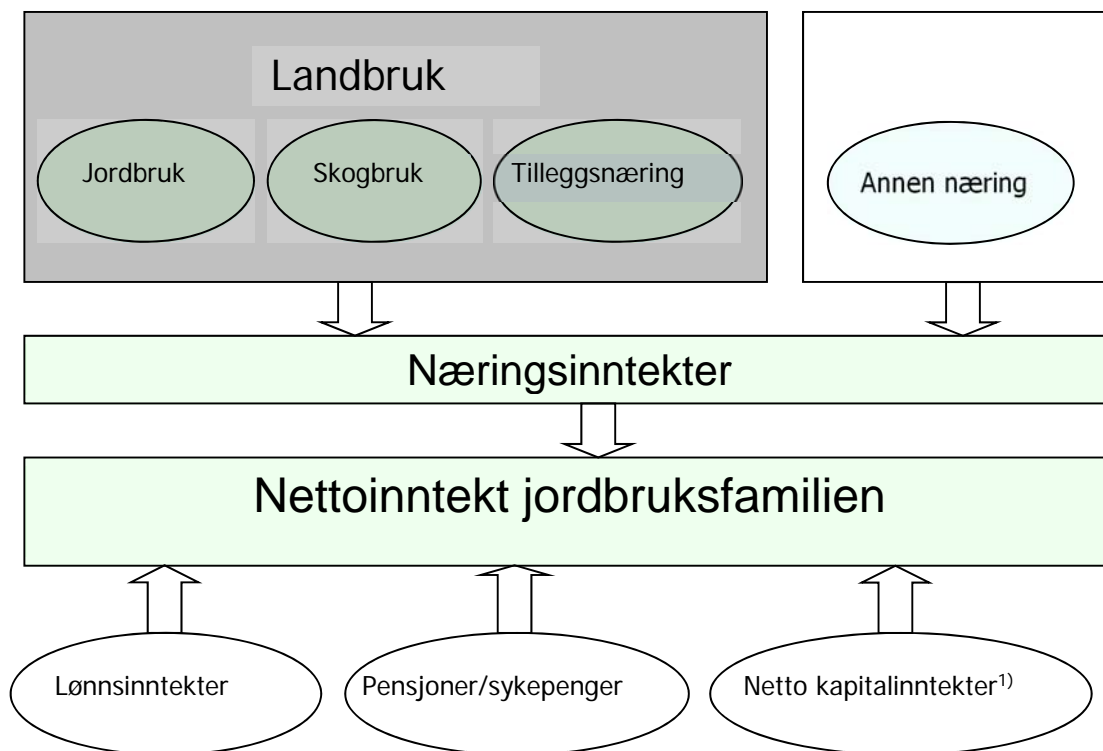 Landbruk
Jordbruk
Skogbruk
Tilleggsnæring
Annen næring
Næringsinntekter
Nettoinntekt jordbruksfamilien
Lønnsinntekter
Pensjoner/sykepenger
Netto kapitalinntekter¹⁾